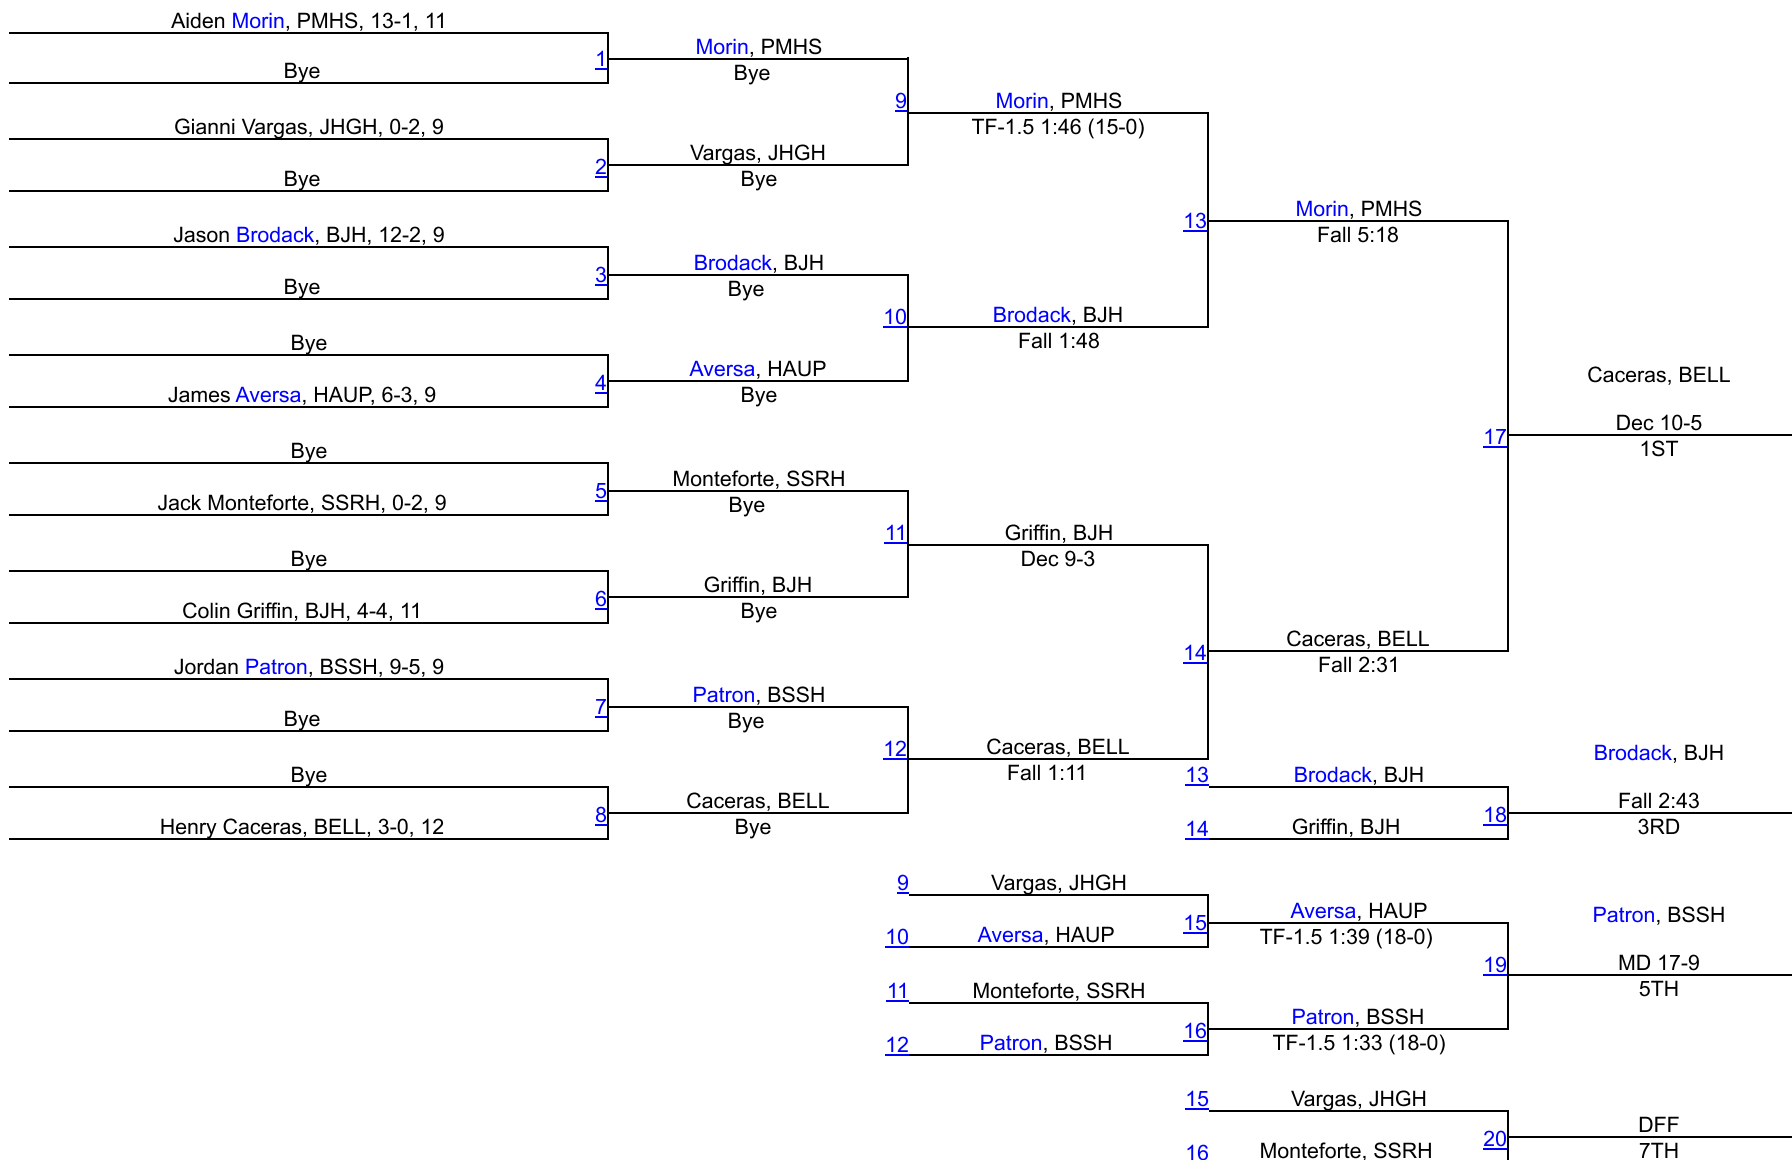 Aiden Morin, PMHS, 13-1, 11
Bye
1
Gianni Vargas, JHGH, 0-2, 9
Bye
2
Jason Brodack, BJH, 12-2, 9
Bye
3
Bye
James Aversa, HAUP, 6-3, 9
4
Bye
Jack Monteforte, SSRH, 0-2, 9
5
Bye
Colin Griffin, BJH, 4-4, 11
6
Jordan Patron, BSSH, 9-5, 9
Bye
7
Bye
Henry Caceras, BELL, 3-0, 12
8
Morin, PMHS
Bye
9
Vargas, JHGH
Bye
Brodack, BJH
Bye
10
Aversa, HAUP
Bye
Monteforte, SSRH
Bye
11
Griffin, BJH
Bye
Patron, BSSH
Bye
12
Caceras, BELL
Bye
Morin, PMHS
TF-1.5 1:46 (15-0)
13
Brodack, BJH
Fall 1:48
Griffin, BJH
Dec 9-3
14
Caceras, BELL
Fall 1:11
Morin, PMHS
Fall 5:18
17
Caceras, BELL
Fall 2:31
Caceras, BELL
Dec 10-5
1ST
13
Brodack, BJH
14
Griffin, BJH
18
Brodack, BJH
Fall 2:43
3RD
9
Vargas, JHGH
10
Aversa, HAUP
15
11
Monteforte, SSRH
12
Patron, BSSH
16
Aversa, HAUP
TF-1.5 1:39 (18-0)
19
Patron, BSSH
TF-1.5 1:33 (18-0)
Patron, BSSH
MD 17-9
5TH
15
Vargas, JHGH
16
Monteforte, SSRH
20
DFF
7TH